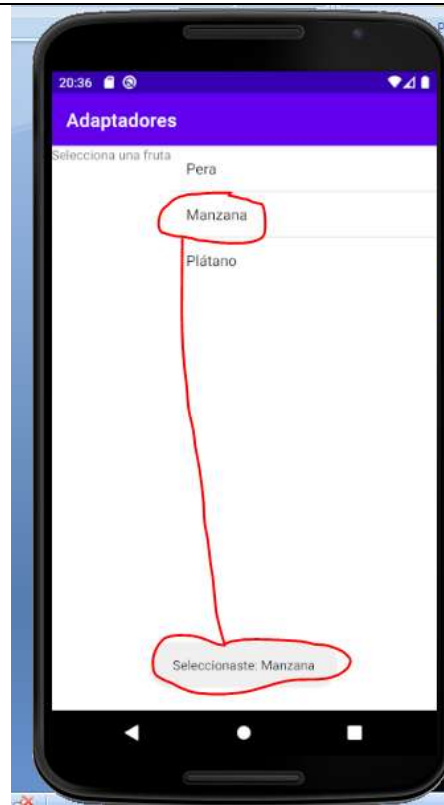 20:36
Adaptadores
Selecciona una fruta
Pera
Manzana
Plátano
Seleccionaste: Manzana